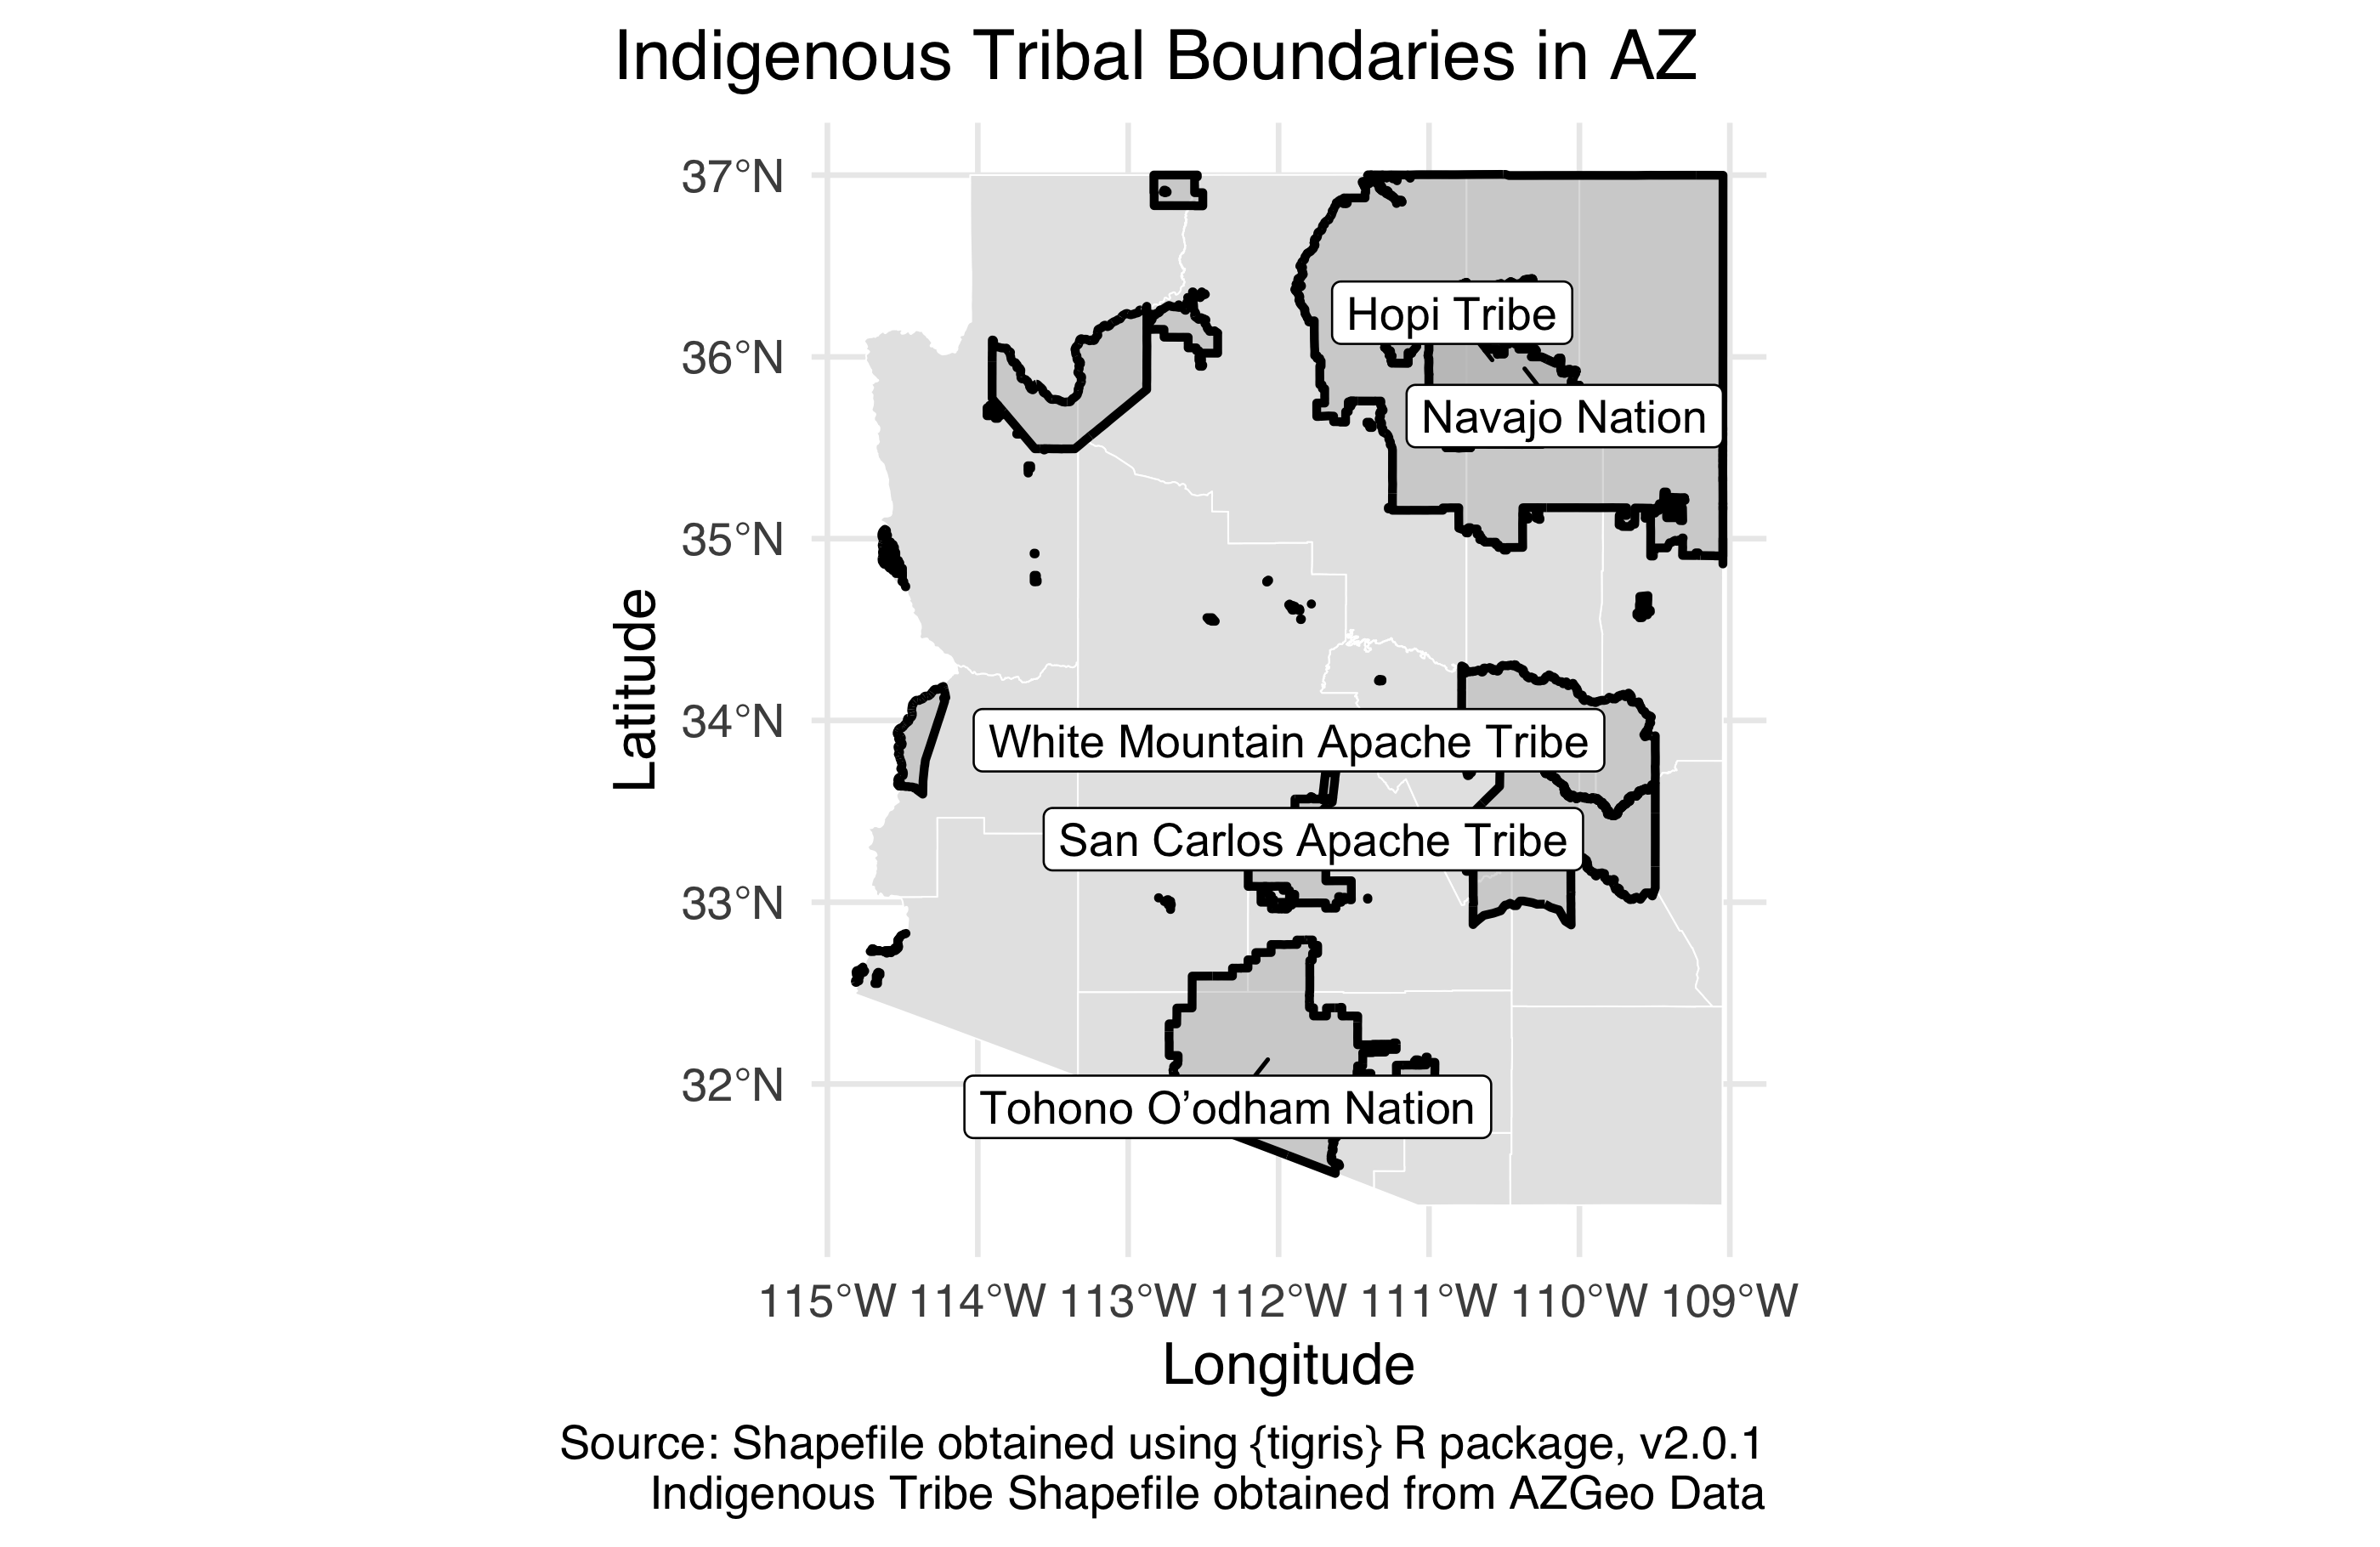 Indigenous Tribal Boundaries in AZ
37°N
36°N
35°N
34°N
33°N
32°N
Latitude
Hopi Tribe
Navajo Nation
White Mountain Apache Tribe
San Carlos Apache Tribe
Tohono O’odham Nation
115°W 114°W 113°W 112°W 111°W 110°W 109°W
Longitude
Source: Shapefile obtained using {tigris} R package, v2.0.1
Indigenous Tribe Shapefile obtained from AZGeo Data